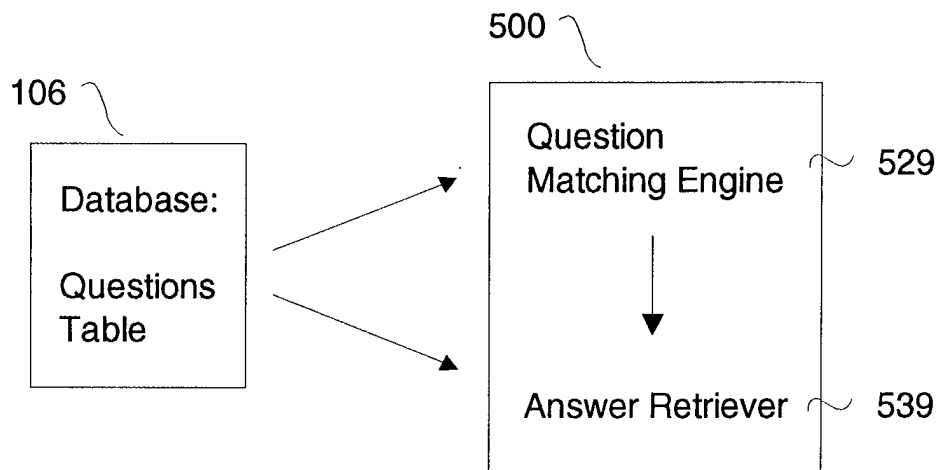 500
106
Database:
Questions
Table
Question
Matching Engine
529
Answer Retriever
539